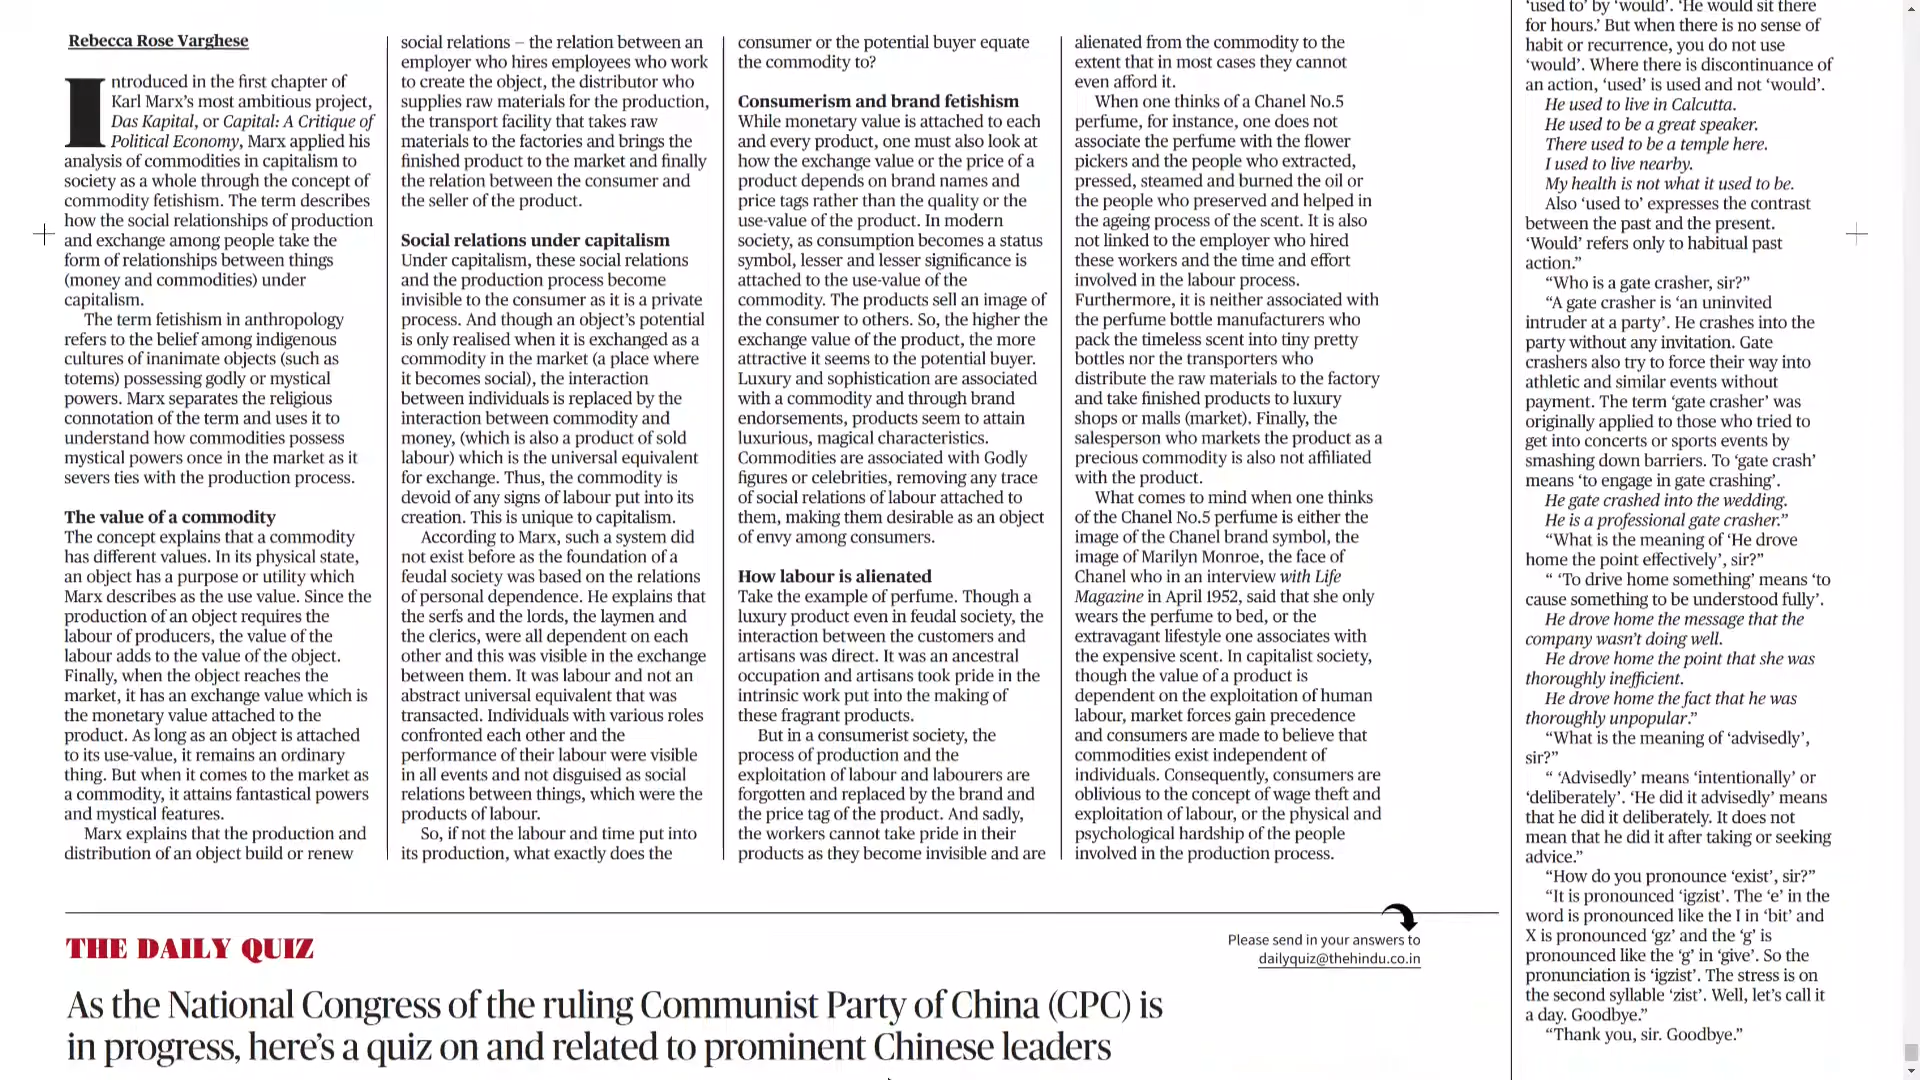 Rebecca Rose Varghese
Introduced in the first chapter of
Karl Marx’s most ambitious project,
Das Kapital, or Capital: A Critique of
Political Economy, Marx applied his
analysis of commodities in capitalism to
society as a whole through the concept of
commodity fetishism. The term describes
how the social relationships of production
and exchange among people take the
form of relationships between things
(money and commodities) under
capitalism.
The term fetishism in anthropology
refers to the belief among indigenous
cultures of inanimate objects (such as
totems) possessing godly or mystical
powers. Marx separates the religious
connotation of the term and uses it to
understand how commodities possess
mystical powers once in the market as it
severs ties with the production process.
The value of a commodity
The concept explains that a commodity
has different values. In its physical state,
an object has a purpose or utility which
Marx describes as the use value. Since the
production of an object requires the
labour of producers, the value of the
labour adds to the value of the object.
Finally, when the object reaches the
market, it has an exchange value which is
the monetary value attached to the
product. As long as an object is attached
to its use-value, it remains an ordinary
thing. But when it comes to the market as
a commodity, it attains fantastical powers
and mystical features.
Marx explains that the production and
distribution of an object build or renew
social relations – the relation between an
employer who hires employees who work
to create the object, the distributor who
supplies raw materials for the production,
the transport facility that takes raw
materials to the factories and brings the
finished product to the market and finally
the relation between the consumer and
the seller of the product.
Social relations under capitalism
Under capitalism, these social relations
and the production process become
invisible to the consumer as it is a private
process. And though an object’s potential
is only realised when it is exchanged as a
commodity in the market (a place where
it becomes social), the interaction
between individuals is replaced by the
interaction between commodity and
money, (which is also a product of sold
labour) which is the universal equivalent
for exchange. Thus, the commodity is
devoid of any signs of labour put into its
creation. This is unique to capitalism.
According to Marx, such a system did
not exist before as the foundation of a
feudal society was based on the relations
of personal dependence. He explains that
the serfs and the lords, the laymen and
the clerics, were all dependent on each
other and this was visible in the exchange
between them. It was labour and not an
abstract universal equivalent that was
transacted. Individuals with various roles
confronted each other and the
performance of their labour were visible
in all events and not disguised as social
relations between things, which were the
products of labour.
So, if not the labour and time put into
its production, what exactly does the
consumer or the potential buyer equate
the commodity to?
Consumerism and brand fetishism
While monetary value is attached to each
and every product, one must also look at
how the exchange value or the price of a
product depends on brand names and
price tags rather than the quality or the
use-value of the product. In modern
society, as consumption becomes a status
symbol, lesser and lesser significance is
attached to the use-value of the
commodity. The products sell an image of
the consumer to others. So, the higher the
exchange value of the product, the more
attractive it seems to the potential buyer.
Luxury and sophistication are associated
with a commodity and through brand
endorsements, products seem to attain
luxurious, magical characteristics.
Commodities are associated with Godly
figures or celebrities, removing any trace
of social relations of labour attached to
them, making them desirable as an object
of envy among consumers.
How labour is alienated
Take the example of perfume. Though a
luxury product even in feudal society, the
interaction between the customers and
artisans was direct. It was an ancestral
occupation and artisans took pride in the
intrinsic work put into the making of
these fragrant products.
But in a consumerist society, the
process of production and the
exploitation of labour and labourers are
forgotten and replaced by the brand and
the price tag of the product. And sadly,
the workers cannot take pride in their
products as they become invisible and are
alienated from the commodity to the
extent that in most cases they cannot
even afford it.
When one thinks of a Chanel No.5
perfume, for instance, one does not
associate the perfume with the flower
pickers and the people who extracted,
pressed, steamed and burned the oil or
the people who preserved and helped in
the ageing process of the scent. It is also
not linked to the employer who hired
these workers and the time and effort
involved in the labour process.
Furthermore, it is neither associated with
the perfume bottle manufacturers who
pack the timeless scent into tiny pretty
bottles nor the transporters who
distribute the raw materials to the factory
and take finished products to luxury
shops or malls (market). Finally, the
salesperson who markets the product as a
precious commodity is also not affiliated
with the product.
What comes to mind when one thinks
of the Chanel No.5 perfume is either the
image of the Chanel brand symbol, the
image of Marilyn Monroe, the face of
Chanel who in an interview with Life
Magazine in April 1952, said that she only
wears the perfume to bed, or the
extravagant lifestyle one associates with
the expensive scent. In capitalist society,
though the value of a product is
dependent on the exploitation of human
labour, market forces gain precedence
and consumers are made to believe that
commodities exist independent of
individuals. Consequently, consumers are
oblivious to the concept of wage theft and
exploitation of labour, or the physical and
psychological hardship of the people
involved in the production process.
THE DAILY QUIZ
Please send in your answers to
dailyquiz@thehindu.co.in
As the National Congress of the ruling Communist Party of China (CPC) is
in progress, here’s a quiz on and related to prominent Chinese leaders
‘used to’ by ‘would’. ‘He would sit there
for hours.’ But when there is no sense of
habit or recurrence, you do not use
‘would’. Where there is discontinuance of
an action, ‘used’ is used and not ‘would’.
He used to live in Calcutta.
He used to be a great speaker.
There used to be a temple here.
I used to live nearby.
My health is not what it used to be.
Also ‘used to’ expresses the contrast
between the past and the present.
‘Would’ refers only to habitual past
action.”
“Who is a gate crasher, sir?”
“A gate crasher is ‘an uninvited
intruder at a party’. He crashes into the
party without any invitation. Gate
crashers also try to force their way into
athletic and similar events without
payment. The term ‘gate crasher’ was
originally applied to those who tried to
get into concerts or sports events by
smashing down barriers. To ‘gate crash’
means ‘to engage in gate crashing’.
He gate crashed into the wedding.
He is a professional gate crasher.”
“What is the meaning of ‘He drove
home the point effectively’, sir?”
“ ‘To drive home something’ means ‘to
cause something to be understood fully’.
He drove home the message that the
company wasn’t doing well.
He drove home the point that she was
thoroughly inefficient.
He drove home the fact that he was
thoroughly unpopular.”
“What is the meaning of ‘advisedly’,
sir?”
“ ‘Advisedly’ means ‘intentionally’ or
‘deliberately’. ‘He did it advisedly’ means
that he did it deliberately. It does not
mean that he did it after taking or seeking
advice.”
“How do you pronounce ‘exist’, sir?”
“It is pronounced ‘igzist’. The ‘e’ in the
word is pronounced like the I in ‘bit’ and
X is pronounced ‘gz’ and the ‘g’ is
pronounced like the ‘g’ in ‘give’. So the
pronunciation is ‘igzist’. The stress is on
the second syllable ‘zist’. Well, let’s call it
a day. Goodbye.”
“Thank you, sir. Goodbye.”